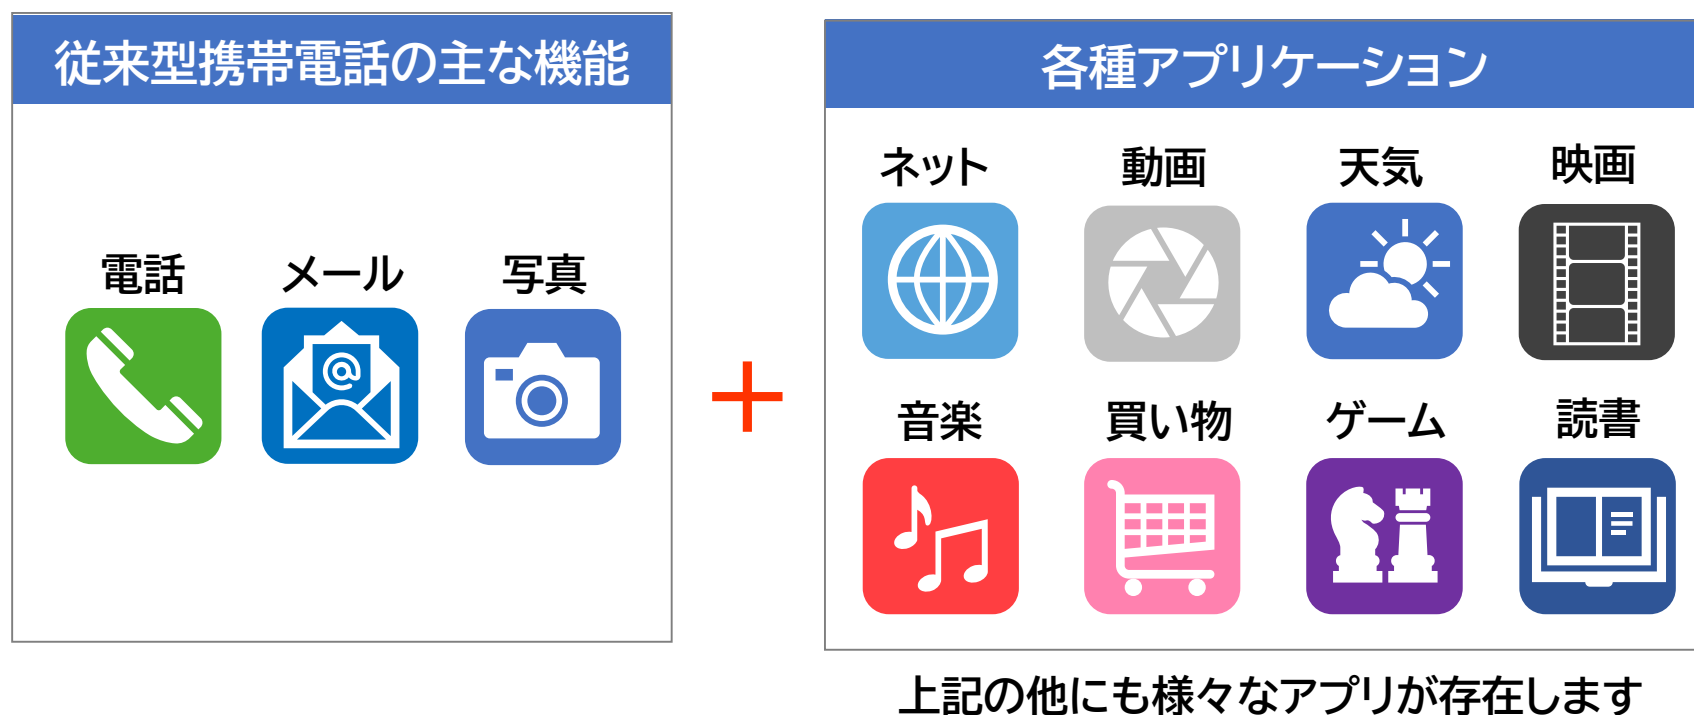 従来型携帯電話の主な機能
電話 メール 写真
+
各種アプリケーション
ネット 動画 天気 映画
音楽 買い物 ゲーム 読書
上記の他にも様々なアプリが存在します